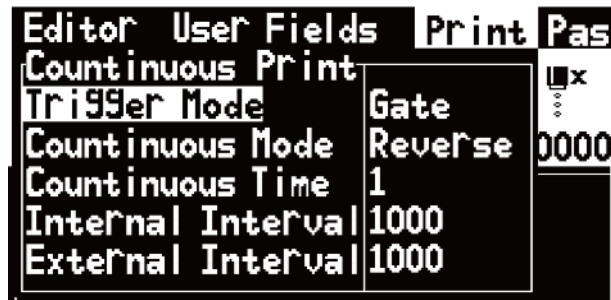 Editor User Fields Print Pas
Countinuous Print
Trigger Mode Gate
Countinuous Mode Reverse
Countinuous Time 1
Internal Interval 1000
External Interval 1000
x
0000